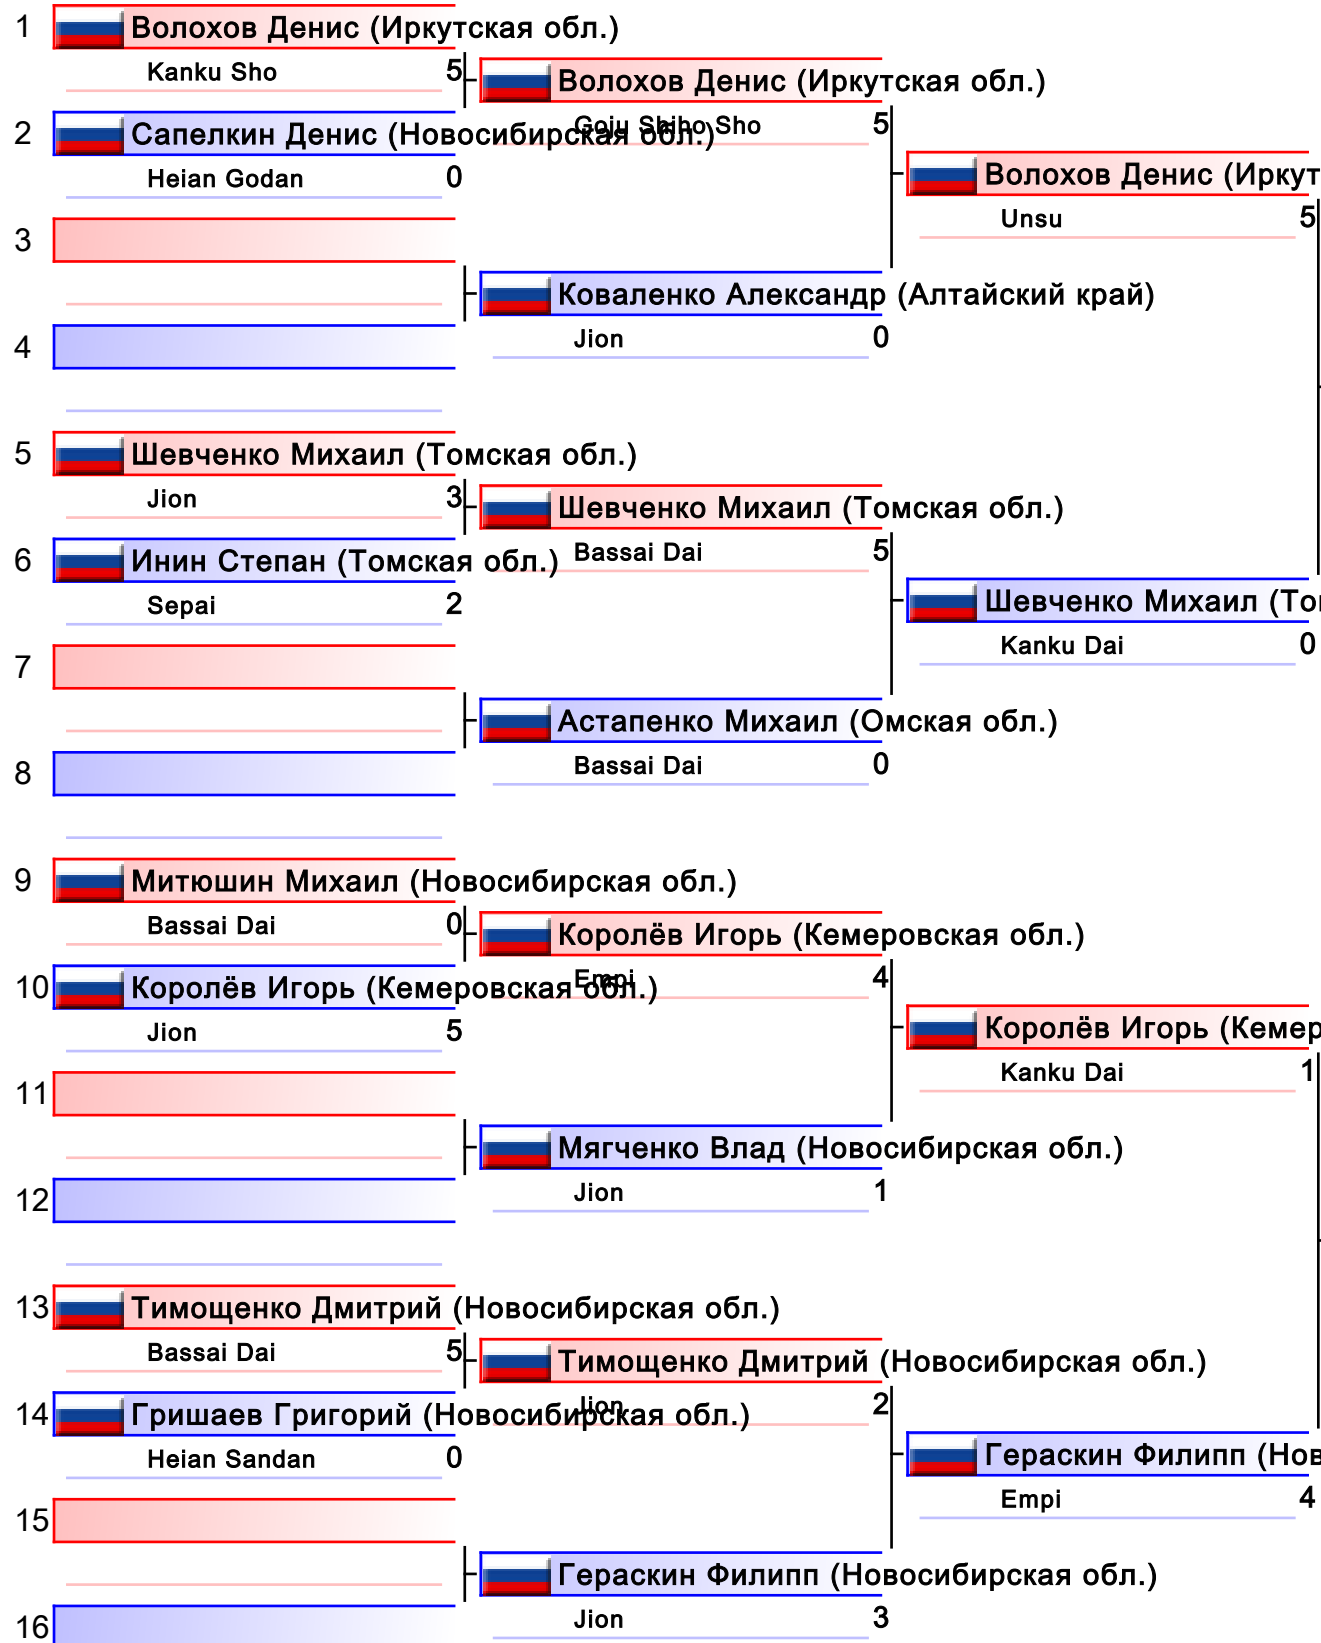 1 Волохов Денис (Иркутская обл.)
Kanku Sho 5
Волохов Денис (Иркутская обл.)
Goju Shiho Sho 5
2 Сапелкин Денис (Новосибирская обл.)
Heian Godan 0
Волохов Денис (Иркут
Unsu 5
3
Коваленко Александр (Алтайский край)
Jion 0
4
5 Шевченко Михаил (Томская обл.)
Jion 3
Шевченко Михаил (Томская обл.)
Bassai Dai 5
6 Инин Степан (Томская обл.)
Sepai 2
Шевченко Михаил (То
Kanku Dai 0
7
Астапенко Михаил (Омская обл.)
Bassai Dai 0
8
9 Митюшин Михаил (Новосибирская обл.)
Bassai Dai 0
Королёв Игорь (Кемеровская обл.)
Empi 4
10 Королёв Игорь (Кемеровская обл.)
Jion 5
Королёв Игорь (Кемер
Kanku Dai 1
11
Мягченко Влад (Новосибирская обл.)
Jion 1
12
13 Тимощенко Дмитрий (Новосибирская обл.)
Bassai Dai 5
Тимощенко Дмитрий (Новосибирская обл.)
Jion 2
14 Гришаев Григорий (Новосибирская обл.)
Heian Sandan 0
Гераскин Филипп (Нов
Empi 4
15
Гераскин Филипп (Новосибирская обл.)
Jion 3
16